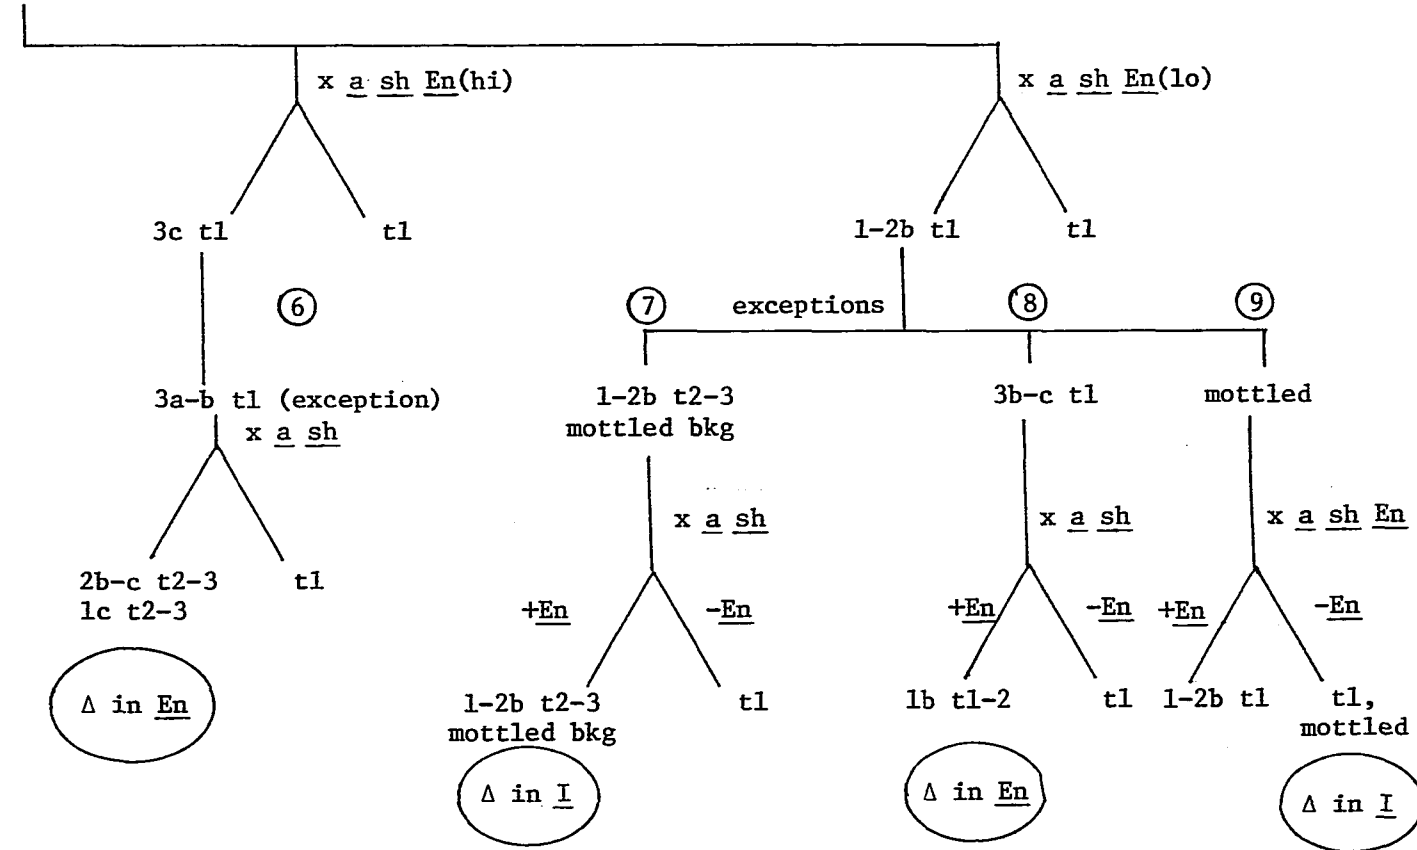 x a sh En(hi)
x a sh En(lo)
3c tl
tl
1-2b tl
tl
6
7
exceptions
8
9
3a-b tl (exception)
1-2b t2-3
mottled bkg
3b-c tl
mottled
x a sh
x a sh
x a sh
x a sh En
2b-c t2-3
1c t2-3
tl
+En
-En
+En
-En
+En
-En
1-2b t2-3
mottled bkg
tl
1b tl-2
tl
1-2b tl
tl,
mottled
Δ in En
Δ in I
Δ in En
Δ in I